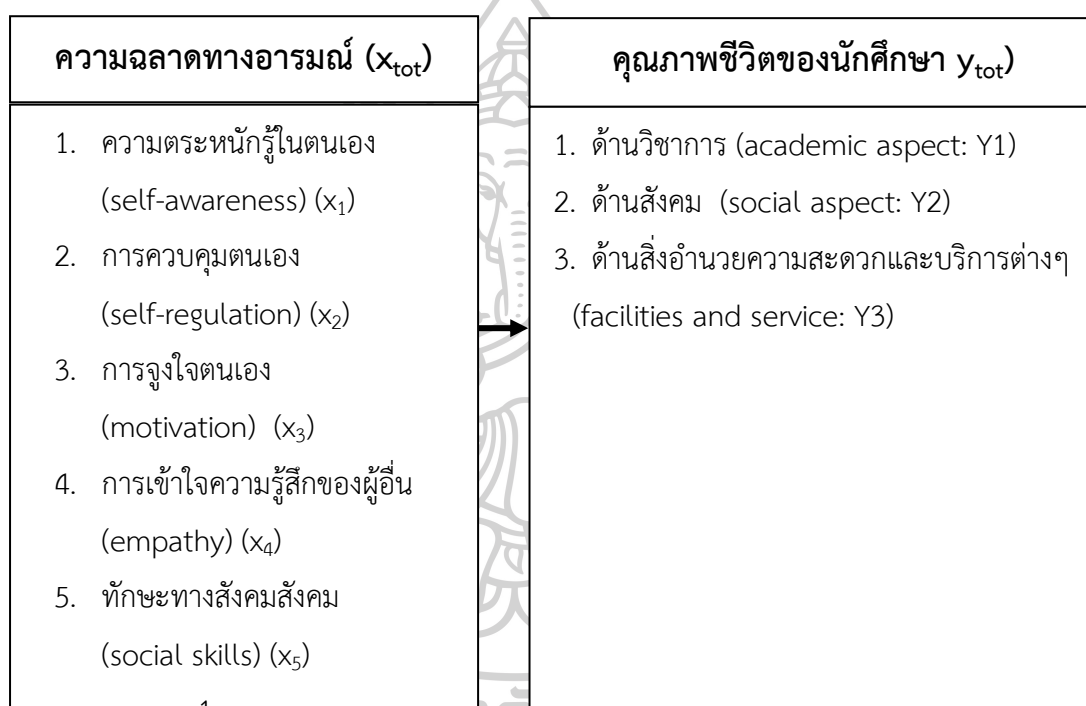 ความฉลาดทางอารมณ์ (x_tot)
1. ความตระหนักรู้ในตนเอง
(self-awareness) (x₁)
2. การควบคุมตนเอง
(self-regulation) (x₂)
3. การจูงใจตนเอง
(motivation) (x₃)
4. การเข้าใจความรู้สึกของผู้อื่น
(empathy) (x₄)
5. ทักษะทางสังคมสังคม
(social skills) (x₅)
คุณภาพชีวิตของนักศึกษา y_tot)
1. ด้านวิชาการ (academic aspect: Y1)
2. ด้านสังคม (social aspect: Y2)
3. ด้านสิ่งอำนวยความสะดวกและบริการต่างๆ
(facilities and service: Y3)